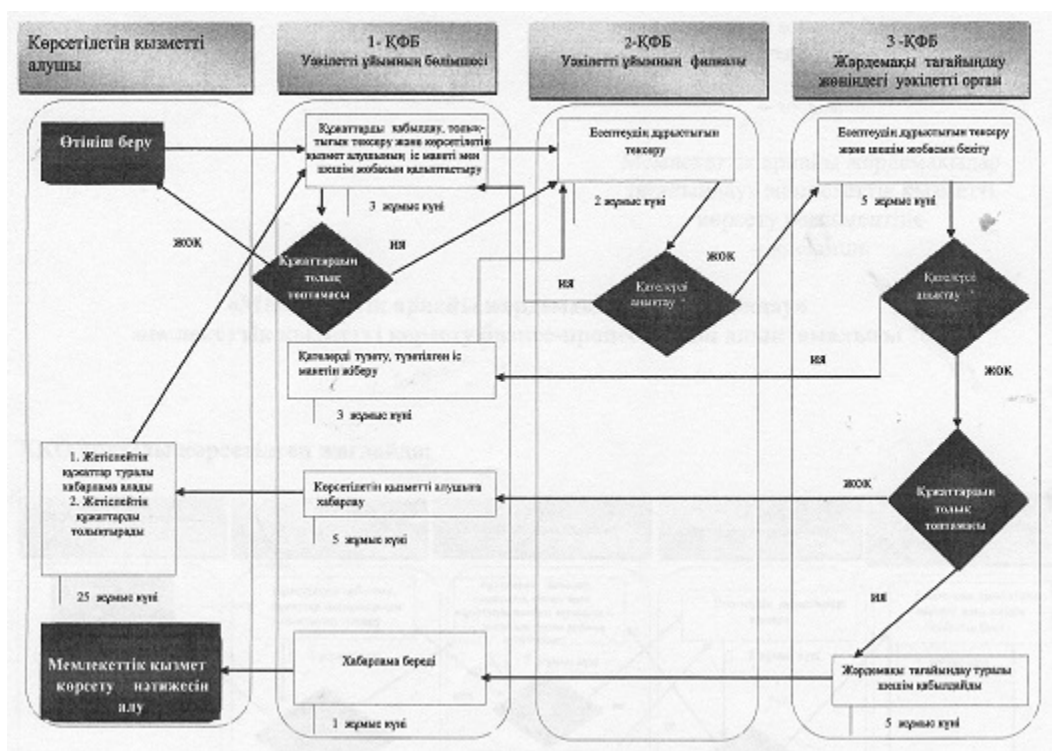 Көрсетілетін қызметті
алушы
1- ҚФБ
Уәкілетті ұйымның бөлімшесі
2-ҚФБ
Уәкілетті ұйымның филиалы
3 -ҚФБ
Жәрдемақы тағайындау
жөніндегі уәкілетті орган
Өтініш беру
Құжаттарды қабылдау, толық-
тығын тексеру және көрсетілетін
қызмет алушының іс макеті мен
шешім жобасын қалыптастыру
3 жұмыс күні
Есептеудің дұрыстығын
тексеру
2 жұмыс күні
Есептеудің дұрыстығын тексеру
және шешім жобасын бекіту
5 жұмыс күні
ЖОК
ИЯ
Құжаттардың
толық
топтамасы
ЖОК
ИЯ
Қателерді
анықтау
Қателерді
анықтау
Қателерді түзету, түзетілген іс
макетін жіберу
3 жұмыс күні
ИЯ
ЖОК
1. Жетіспейтін
құжаттар туралы
хабарлама алады
2. Жетіспейтін
құжаттарды
толықтырады
25 жұмыс күні
Көрсетілетін қызметті алушыға
хабарлау
5 жұмыс күні
ЖОК
Құжаттардың
толық
топтамасы
ИЯ
Мемлекеттік қызмет
көрсету нәтижесін
алу
Хабарлама береді
1 жұмыс күні
Жәрдемақы тағайындау туралы
шешім қабылдайды
5 жұмыс күні